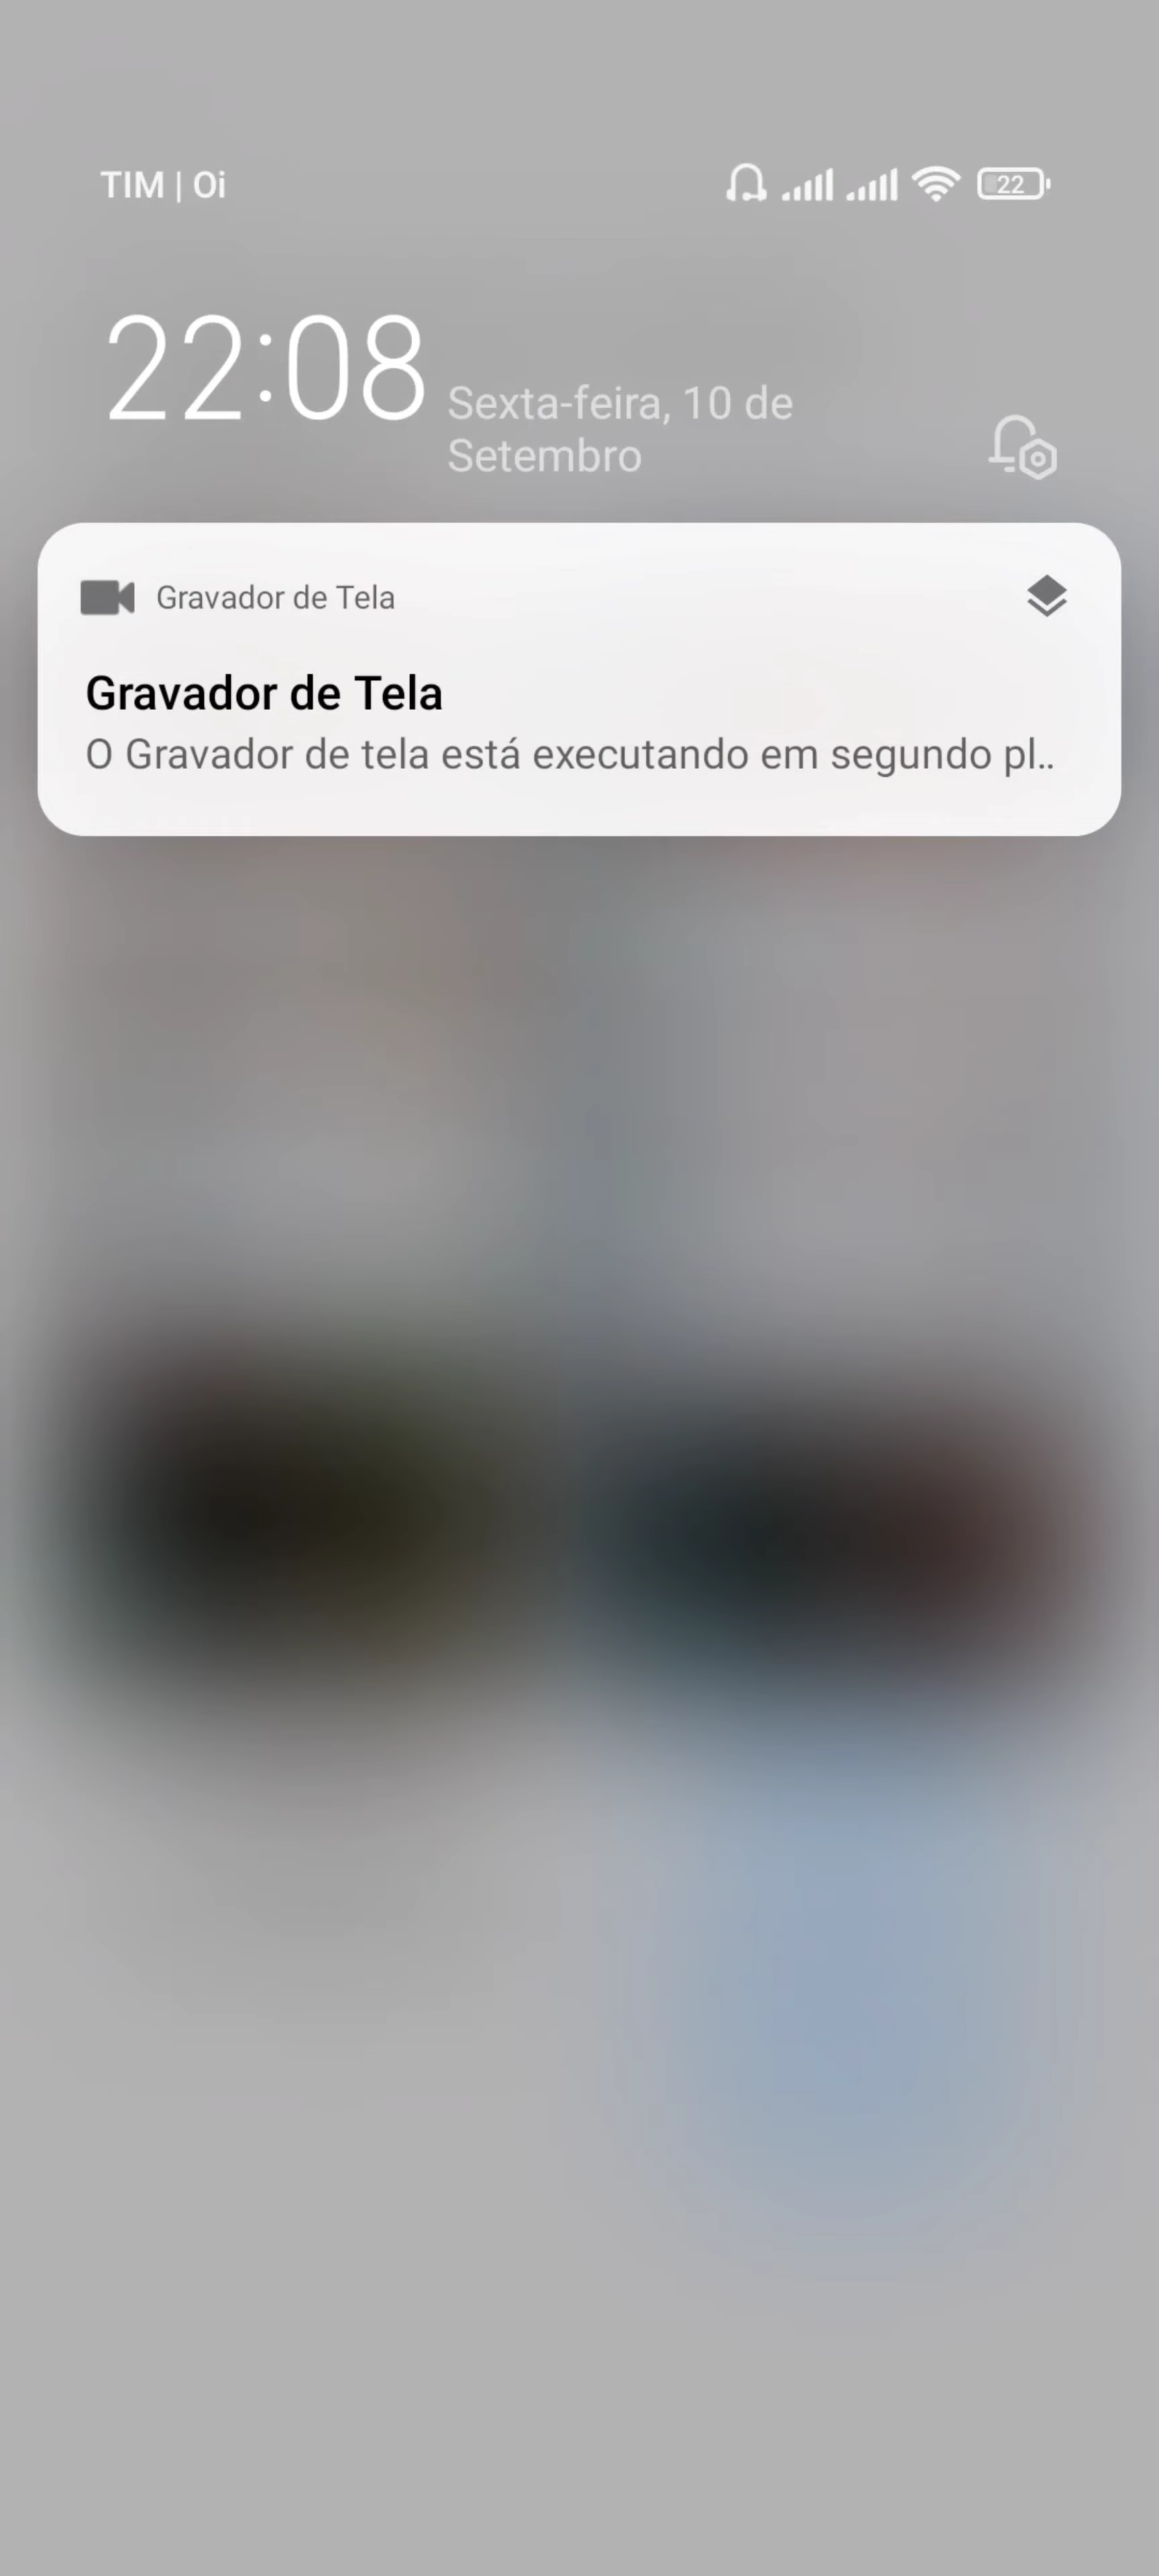 TIM | Oi
22
22:08
Sexta-feira, 10 de
Setembro
Gravador de Tela
Gravador de Tela
O Gravador de tela está executando em segundo pl..